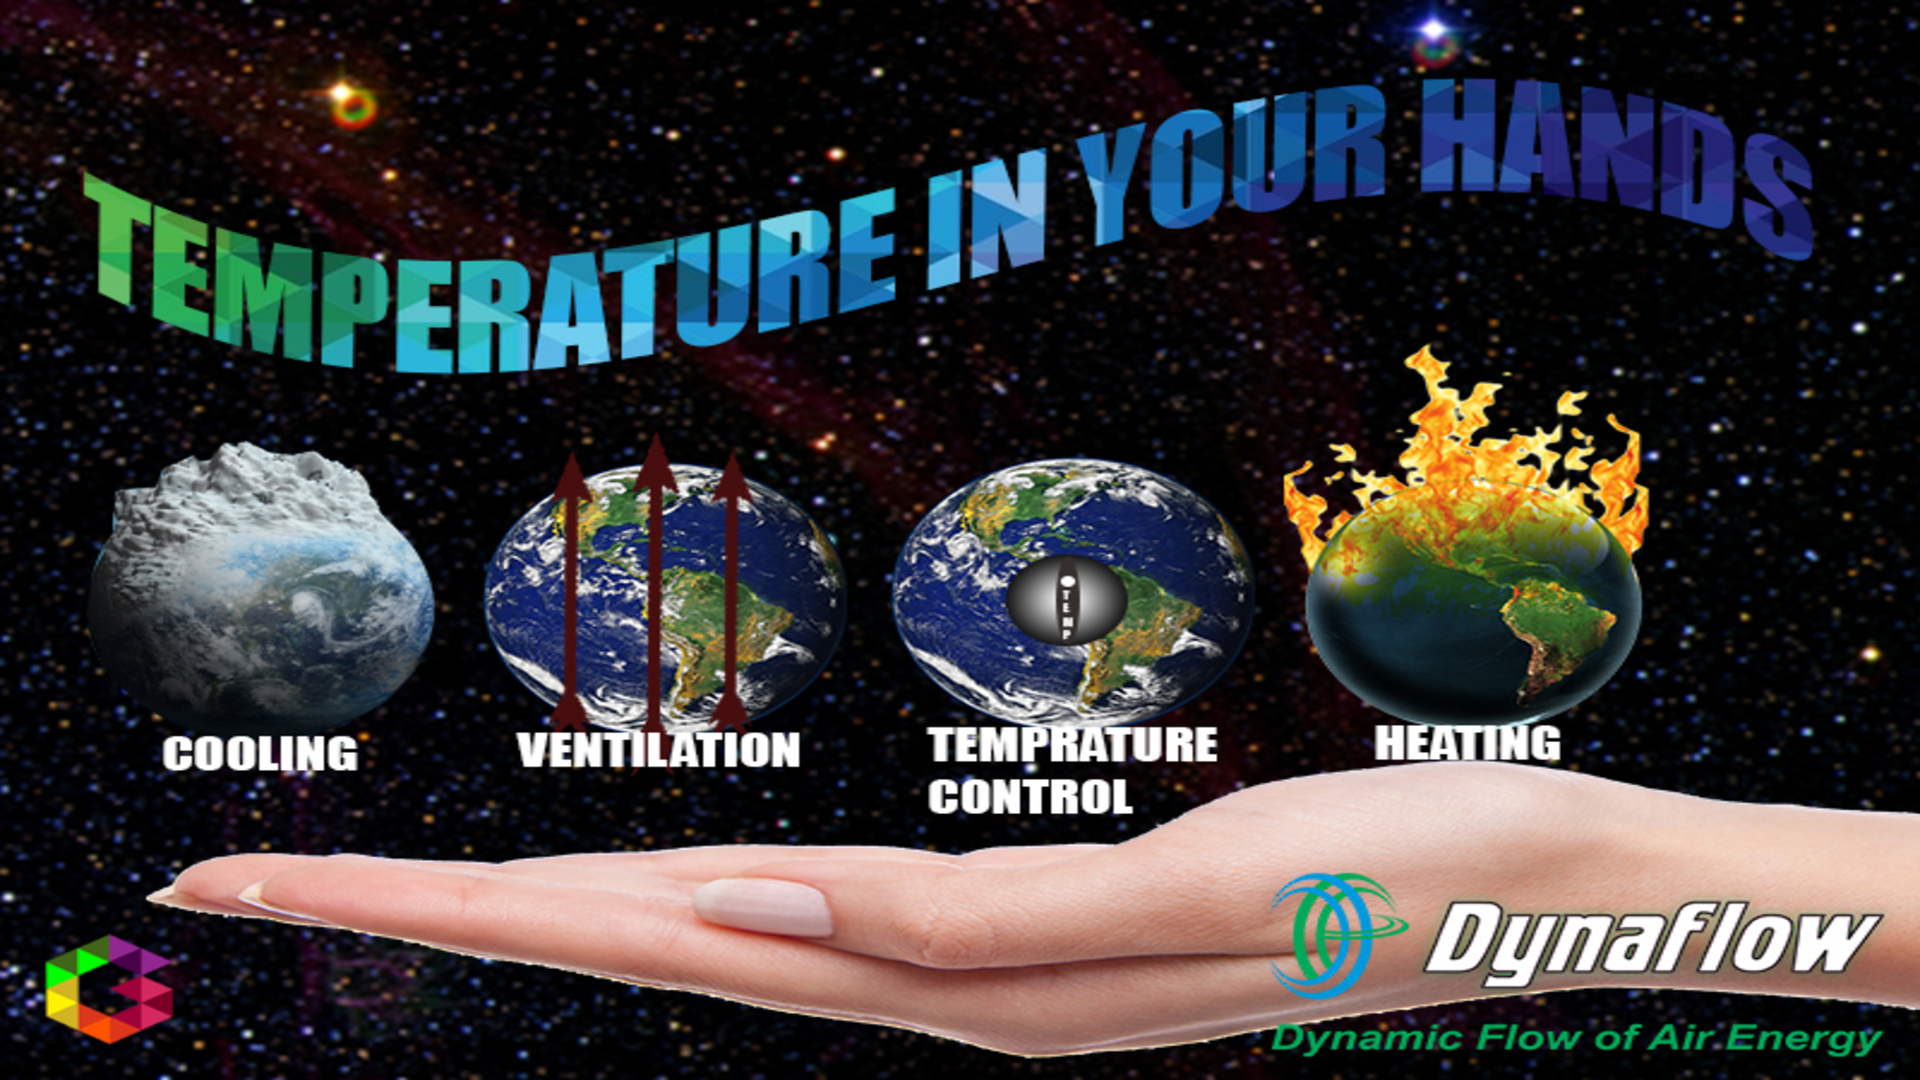 TEMPERATURE IN YOUR HANDS
TEMP
COOLING
VENTILATION
TEMPRATURE
CONTROL
HEATING
Dynaflow
Dynamic Flow of Air Energy